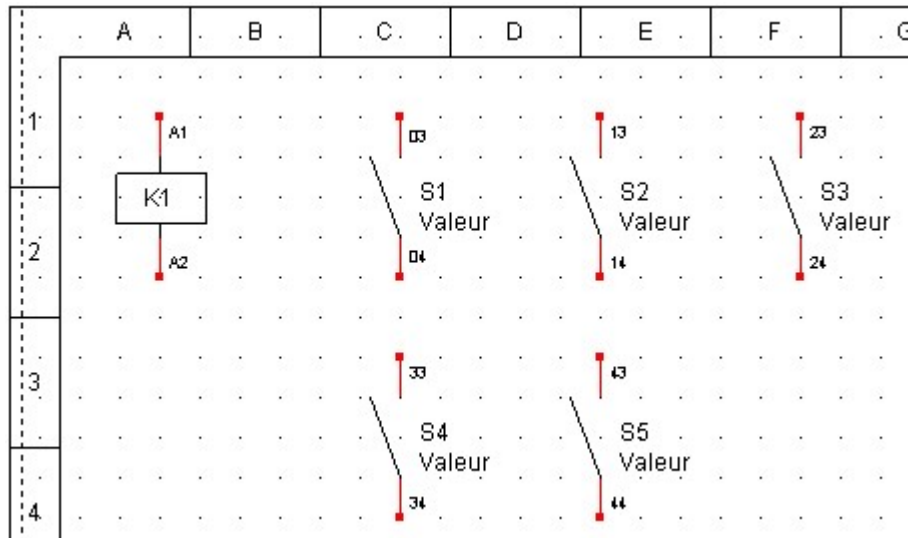 A B C D E F G
1
A1 03 13 23
K1 S1 S2 S3
Valeur Valeur Valeur
2
A2 04 14 24
3
33 43
S4 S5
Valeur Valeur
4
34 44